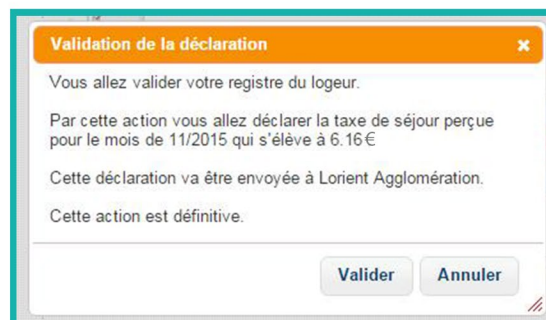 Validation de la déclaration
Vous allez valider votre registre du logeur.
Par cette action vous allez déclarer la taxe de séjour perçue
pour le mois de 11/2015 qui s'élève à 6.16€
Cette déclaration va être envoyée à Lorient Agglomération.
Cette action est définitive.
Valider Annuler